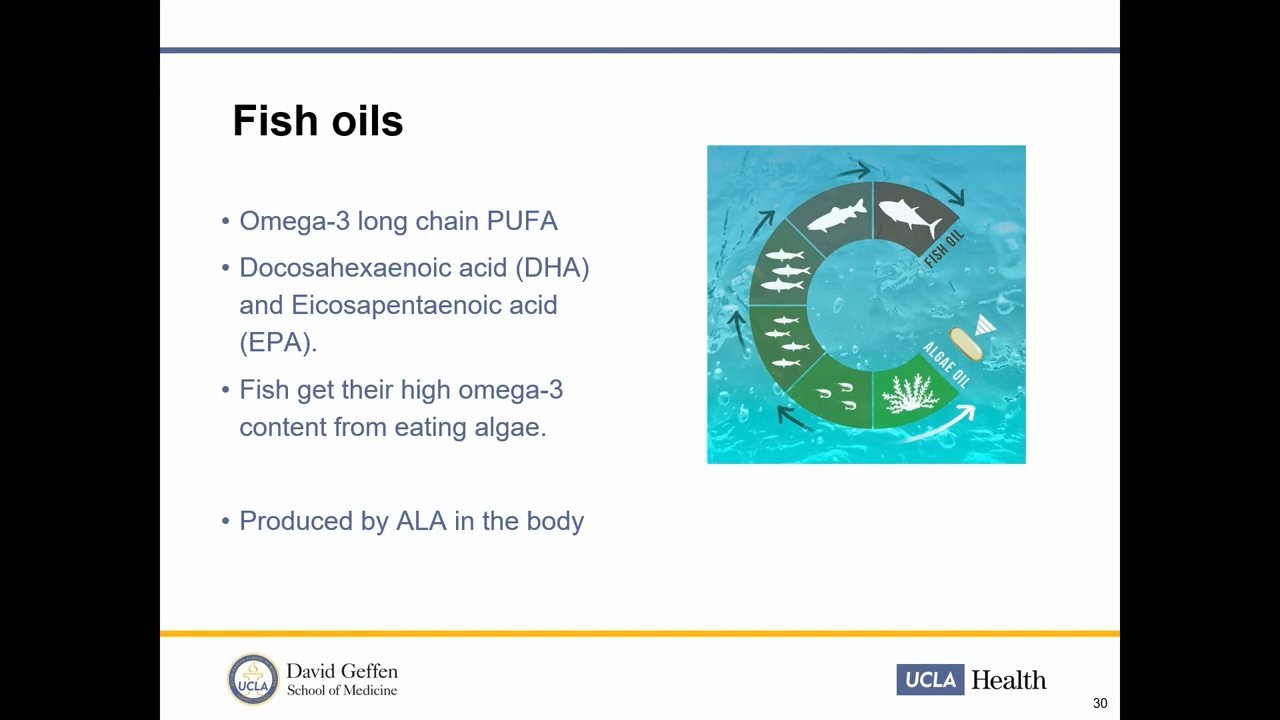 Fish oils
• Omega-3 long chain PUFA
• Docosahexaenoic acid (DHA)
and Eicosapentaenoic acid
(EPA).
• Fish get their high omega-3
content from eating algae.
• Produced by ALA in the body
FISH OIL
ALGAE OIL
UCLA
David Geffen
School of Medicine
UCLA Health
30